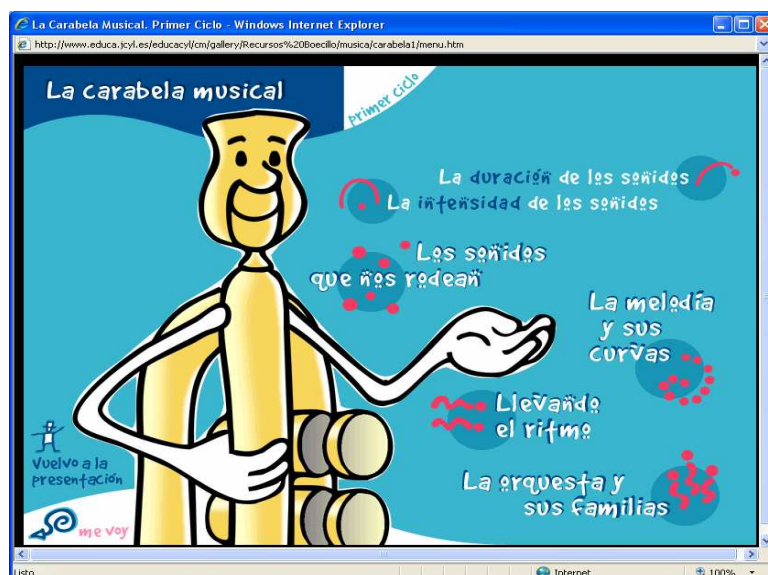 La Carabela Musical. Primer Ciclo - Windows Internet Explorer
http://www.educa.jcyl.es/educacyl/cm/gallery/Recursos%20Boecillo/musica/carabela1/menu.htm
La carabela musical
primer ciclo
La duración de los sonidos
La intensidad de los sonidos
Los sonidos
que nos rodean
La melodía
y sus
curvas
Llevando
el ritmo
La orquesta y
sus familias
Vuelvo a la
presentación
me voy
Listo
Internet
100%